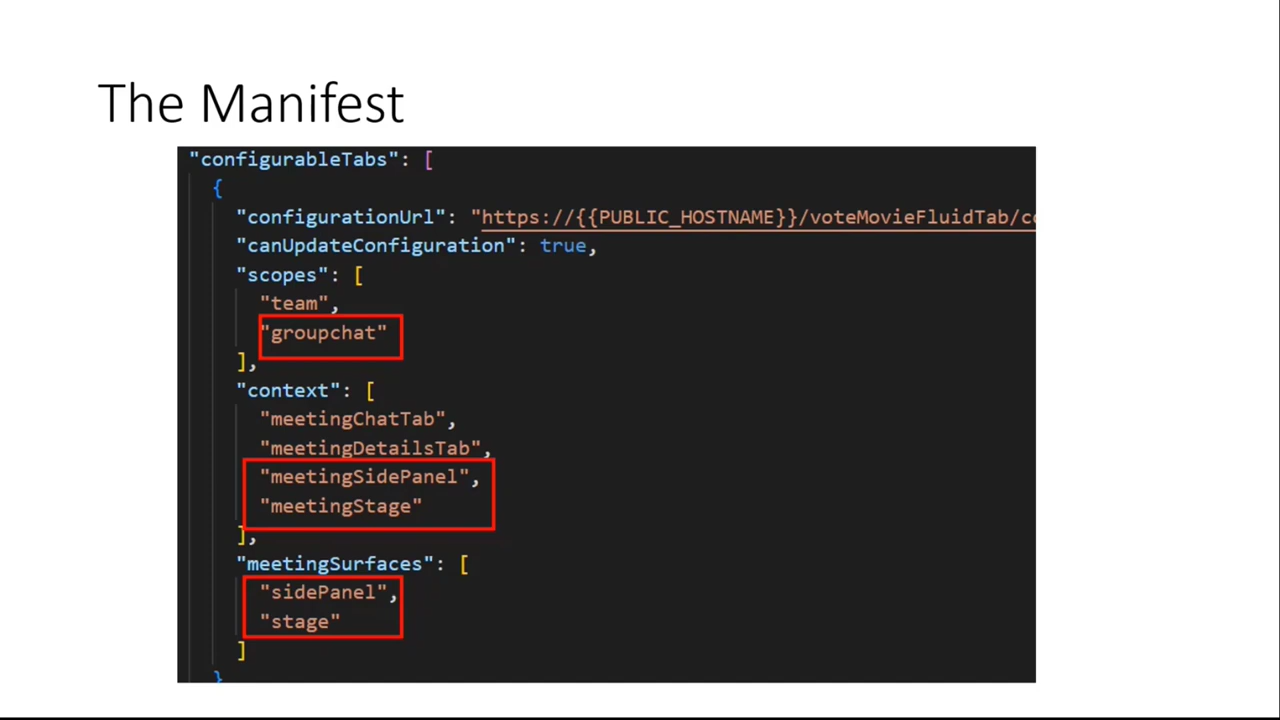 The Manifest
"configurableTabs": [
{
"configurationUrl": "https://{{PUBLIC_HOSTNAME}}/voteMovieFluidTab/co
"canUpdateConfiguration": true,
"scopes": [
"team",
"groupchat"
],
"context": [
"meetingChatTab",
"meetingDetailsTab",
"meetingSidePanel",
"meetingStage"
],
"meetingSurfaces": [
"sidePanel",
"stage"
]
}